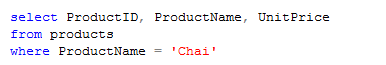 select ProductID, ProductName, UnitPrice
from products
where ProductName = 'Chai'